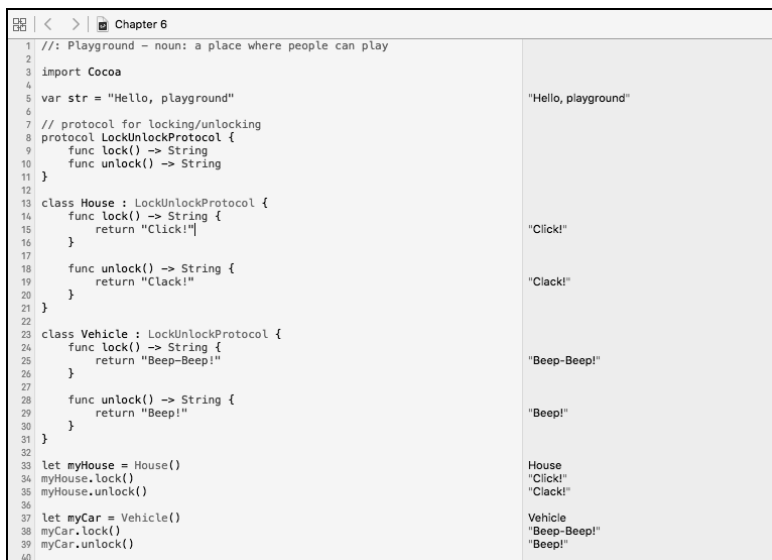 Chapter 6
1 //: Playground – noun: a place where people can play
2
3 import Cocoa
4
5 var str = "Hello, playground" "Hello, playground"
6
7 // protocol for locking/unlocking
8 protocol LockUnlockProtocol {
9     func lock() -> String
10     func unlock() -> String
11 }
12
13 class House : LockUnlockProtocol {
14     func lock() -> String {
15         return "Click!" "Click!"
16     }
17
18     func unlock() -> String {
19         return "Clack!" "Clack!"
20     }
21 }
22
23 class Vehicle : LockUnlockProtocol {
24     func lock() -> String {
25         return "Beep-Beep!" "Beep-Beep!"
26     }
27
28     func unlock() -> String {
29         return "Beep!" "Beep!"
30     }
31 }
32
33 let myHouse = House() House
34 myHouse.lock() "Click!"
35 myHouse.unlock() "Clack!"
36
37 let myCar = Vehicle() Vehicle
38 myCar.lock() "Beep-Beep!"
39 myCar.unlock() "Beep!"
40